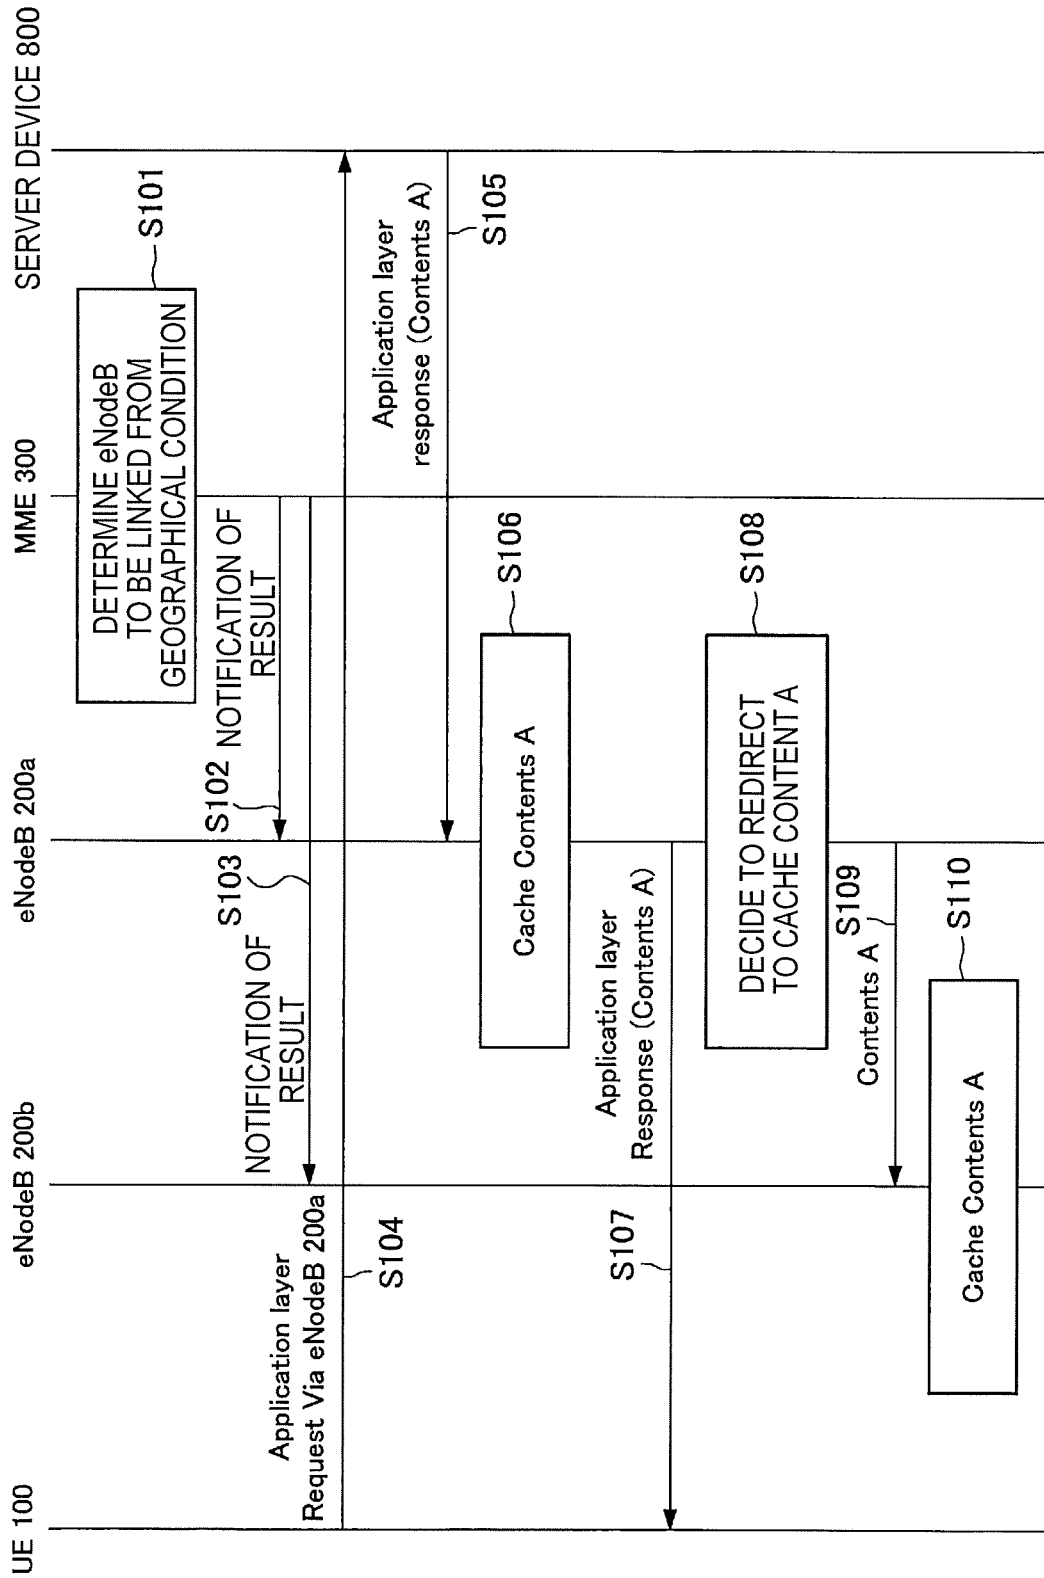 UE 100
eNodeB 200b
eNodeB 200a
MME 300
SERVER DEVICE 800
DETERMINE eNodeB
TO BE LINKED FROM
GEOGRAPHICAL CONDITION
S101
S102
NOTIFICATION OF
RESULT
S103
NOTIFICATION OF
RESULT
Application layer
Request Via eNodeB 200a
S104
Application layer
response (Contents A)
S105
Cache Contents A
S106
Application layer
Response (Contents A)
S107
DECIDE TO REDIRECT
TO CACHE CONTENT A
S108
S109
Contents A
Cache Contents A
S110